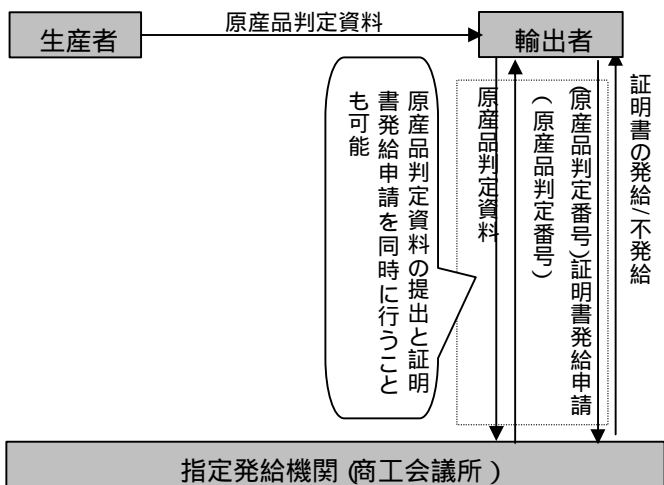 原産品判定資料
生産者
輸出者
証明書の発給/不発給
(原産品判定番号)証明書発給申請
(原産品判定番号)
原産品判定資料
原産品判定資料の提出と証明
書発給申請を同時に行うこと
も可能
指定発給機関(商工会議所)